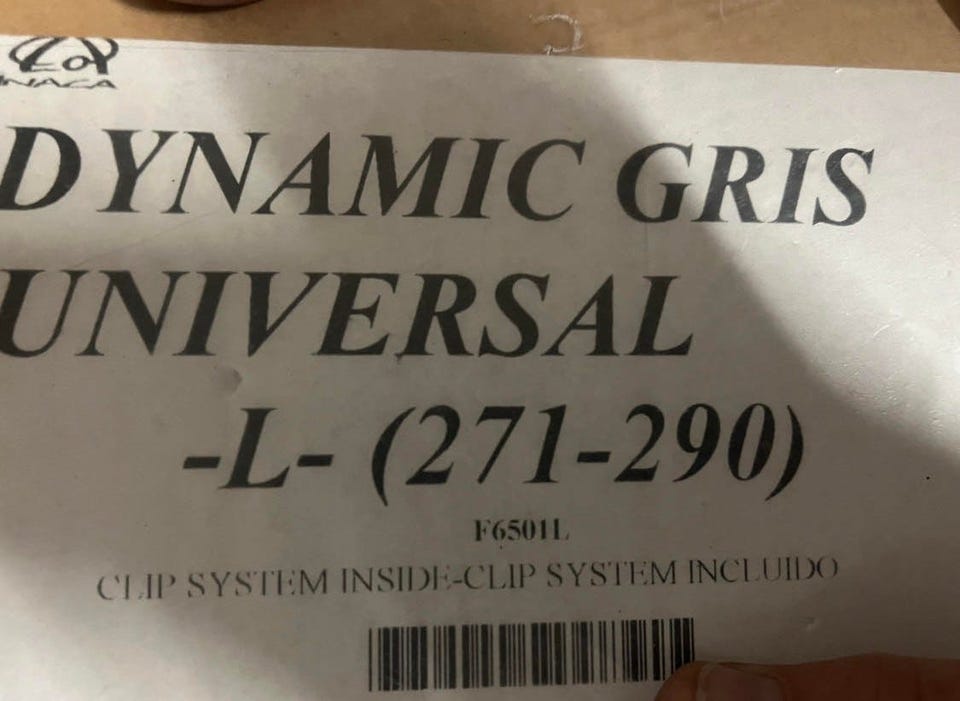 DYNAMIC GRIS
UNIVERSAL
-L- (271-290)
F6501L
CLIP SYSTEM INSIDE-CLIP SYSTEM INCLUIDO